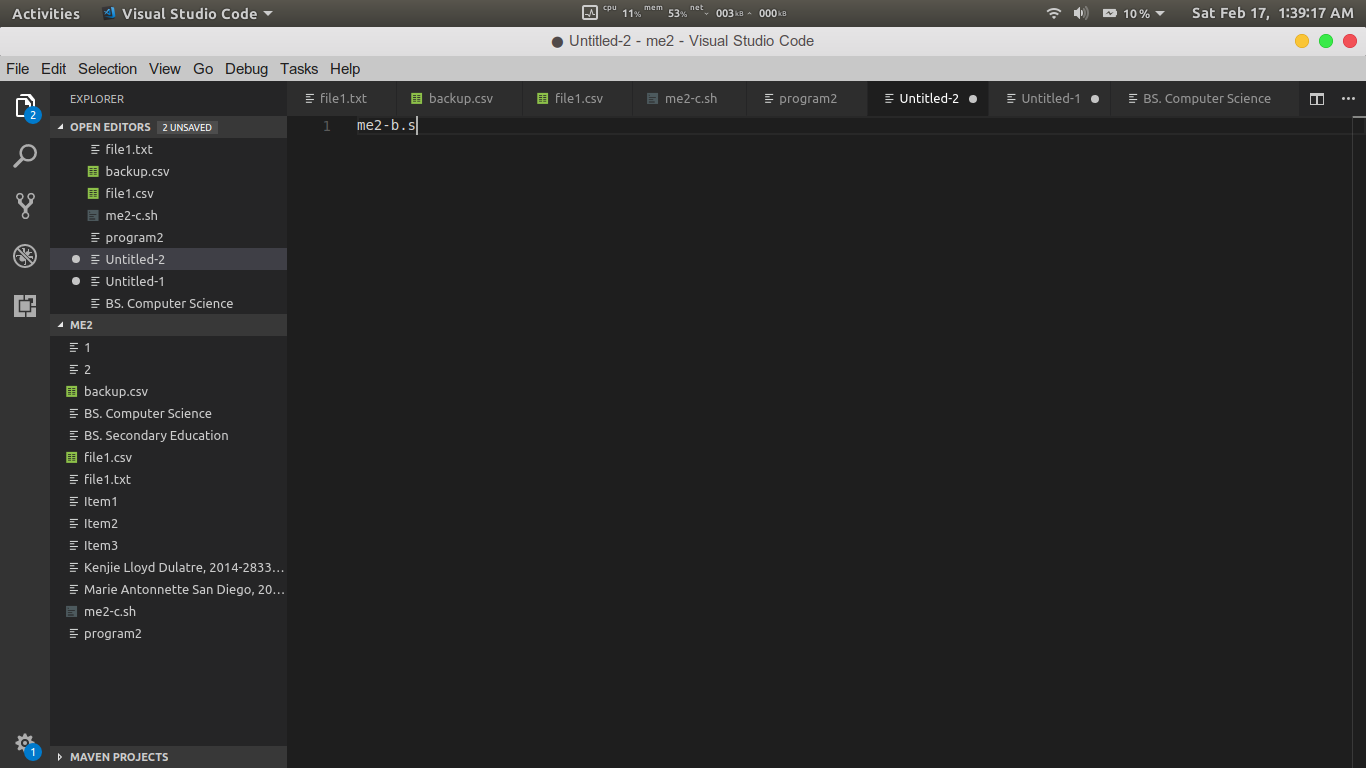 Activities Visual Studio Code cpu 11% mem 53% net 003kB 000kB 10% Sat Feb 17, 1:39:17 AM
Untitled-2 - me2 - Visual Studio Code
File Edit Selection View Go Debug Tasks Help
2
EXPLORER
OPEN EDITORS 2 UNSAVED
file1.txt
backup.csv
file1.csv
me2-c.sh
program2
Untitled-2
Untitled-1
BS. Computer Science
ME2
1
2
backup.csv
BS. Computer Science
BS. Secondary Education
file1.csv
file1.txt
Item1
Item2
Item3
Kenjie Lloyd Dulatre, 2014-2833...
Marie Antonnette San Diego, 20...
me2-c.sh
program2
1
MAVEN PROJECTS
file1.txt backup.csv file1.csv me2-c.sh program2 Untitled-2 Untitled-1 BS. Computer Science
1 me2-b.s